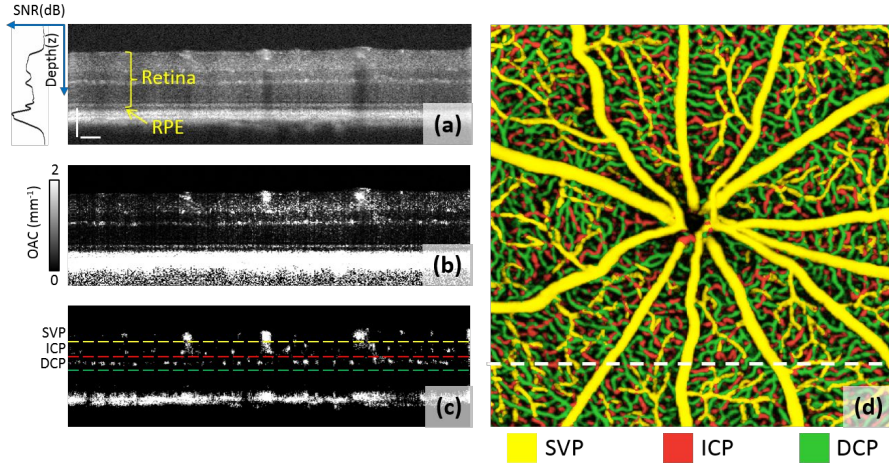 SNR(dB)
Depth(z)
Retina
RPE
(a)
2
OAC (mm⁻¹)
0
(b)
SVP
ICP
DCP
(c)
(d)
SVP
ICP
DCP